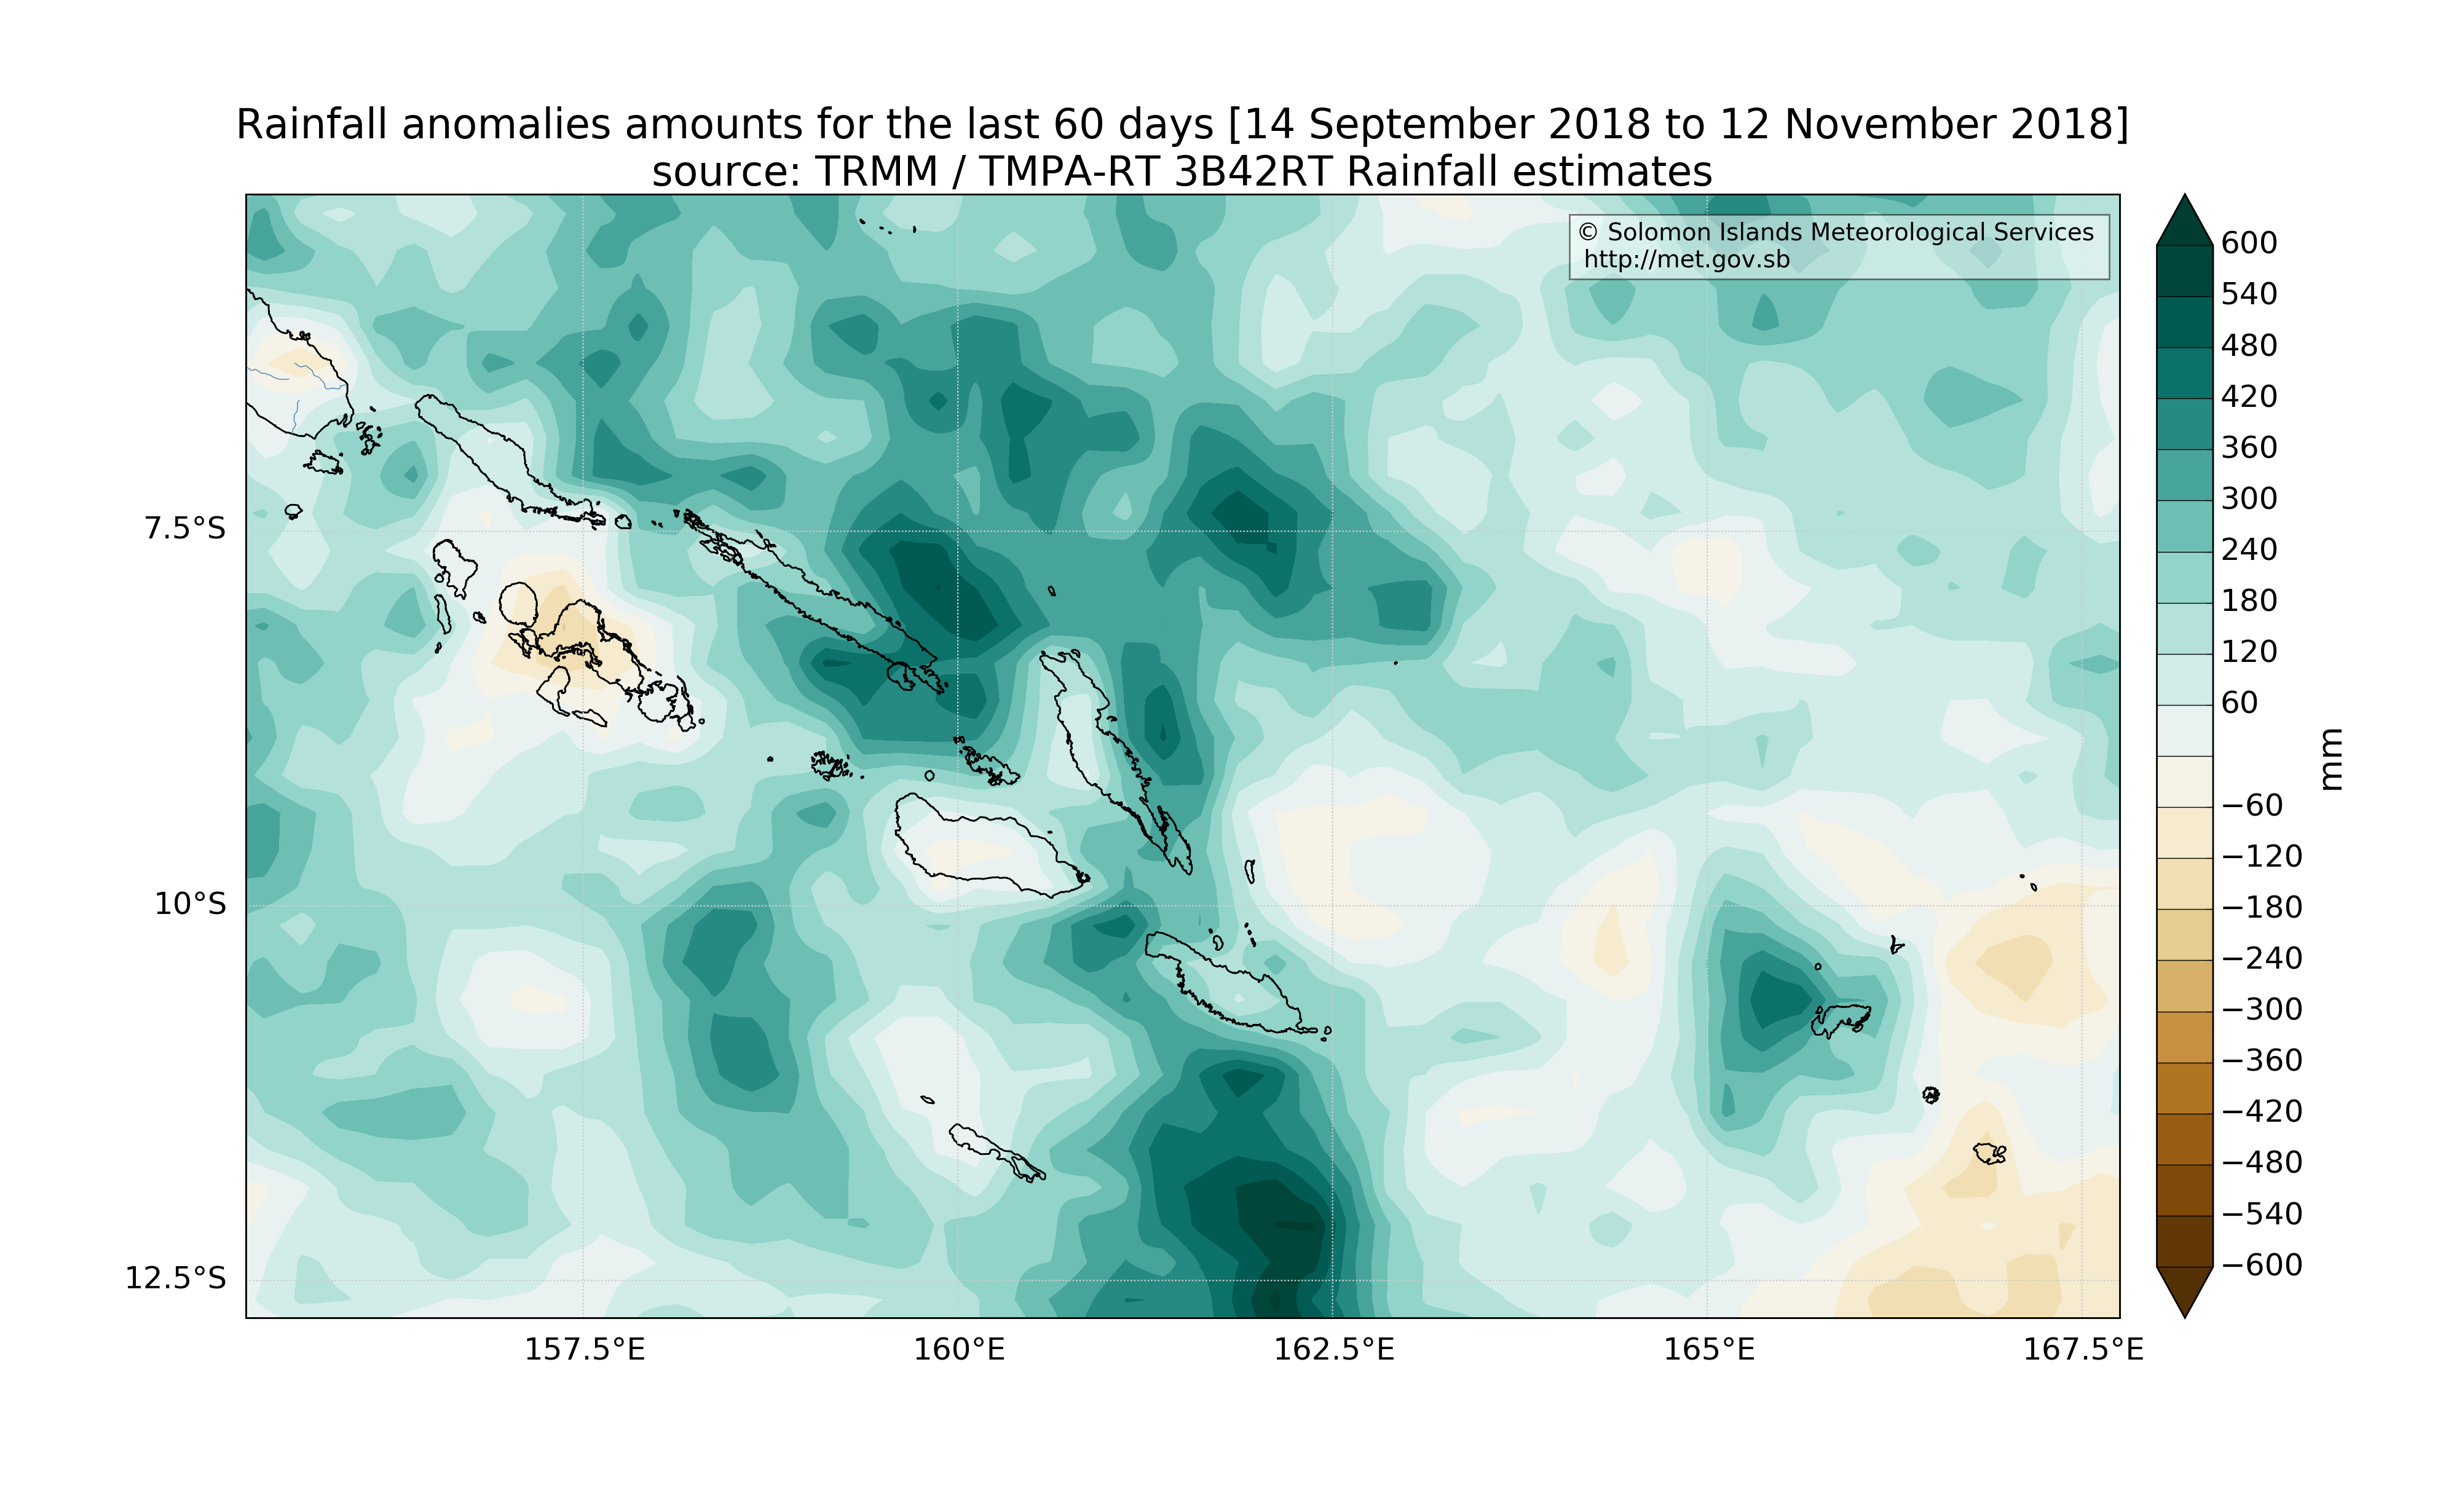 Rainfall anomalies amounts for the last 60 days [14 September 2018 to 12 November 2018]
source: TRMM / TMPA-RT 3B42RT Rainfall estimates
© Solomon Islands Meteorological Services
http://met.gov.sb
7.5°S
10°S
12.5°S
157.5°E
160°E
162.5°E
165°E
167.5°E
600
540
480
420
360
300
240
180
120
60
−60
−120
−180
−240
−300
−360
−420
−480
−540
−600
mm